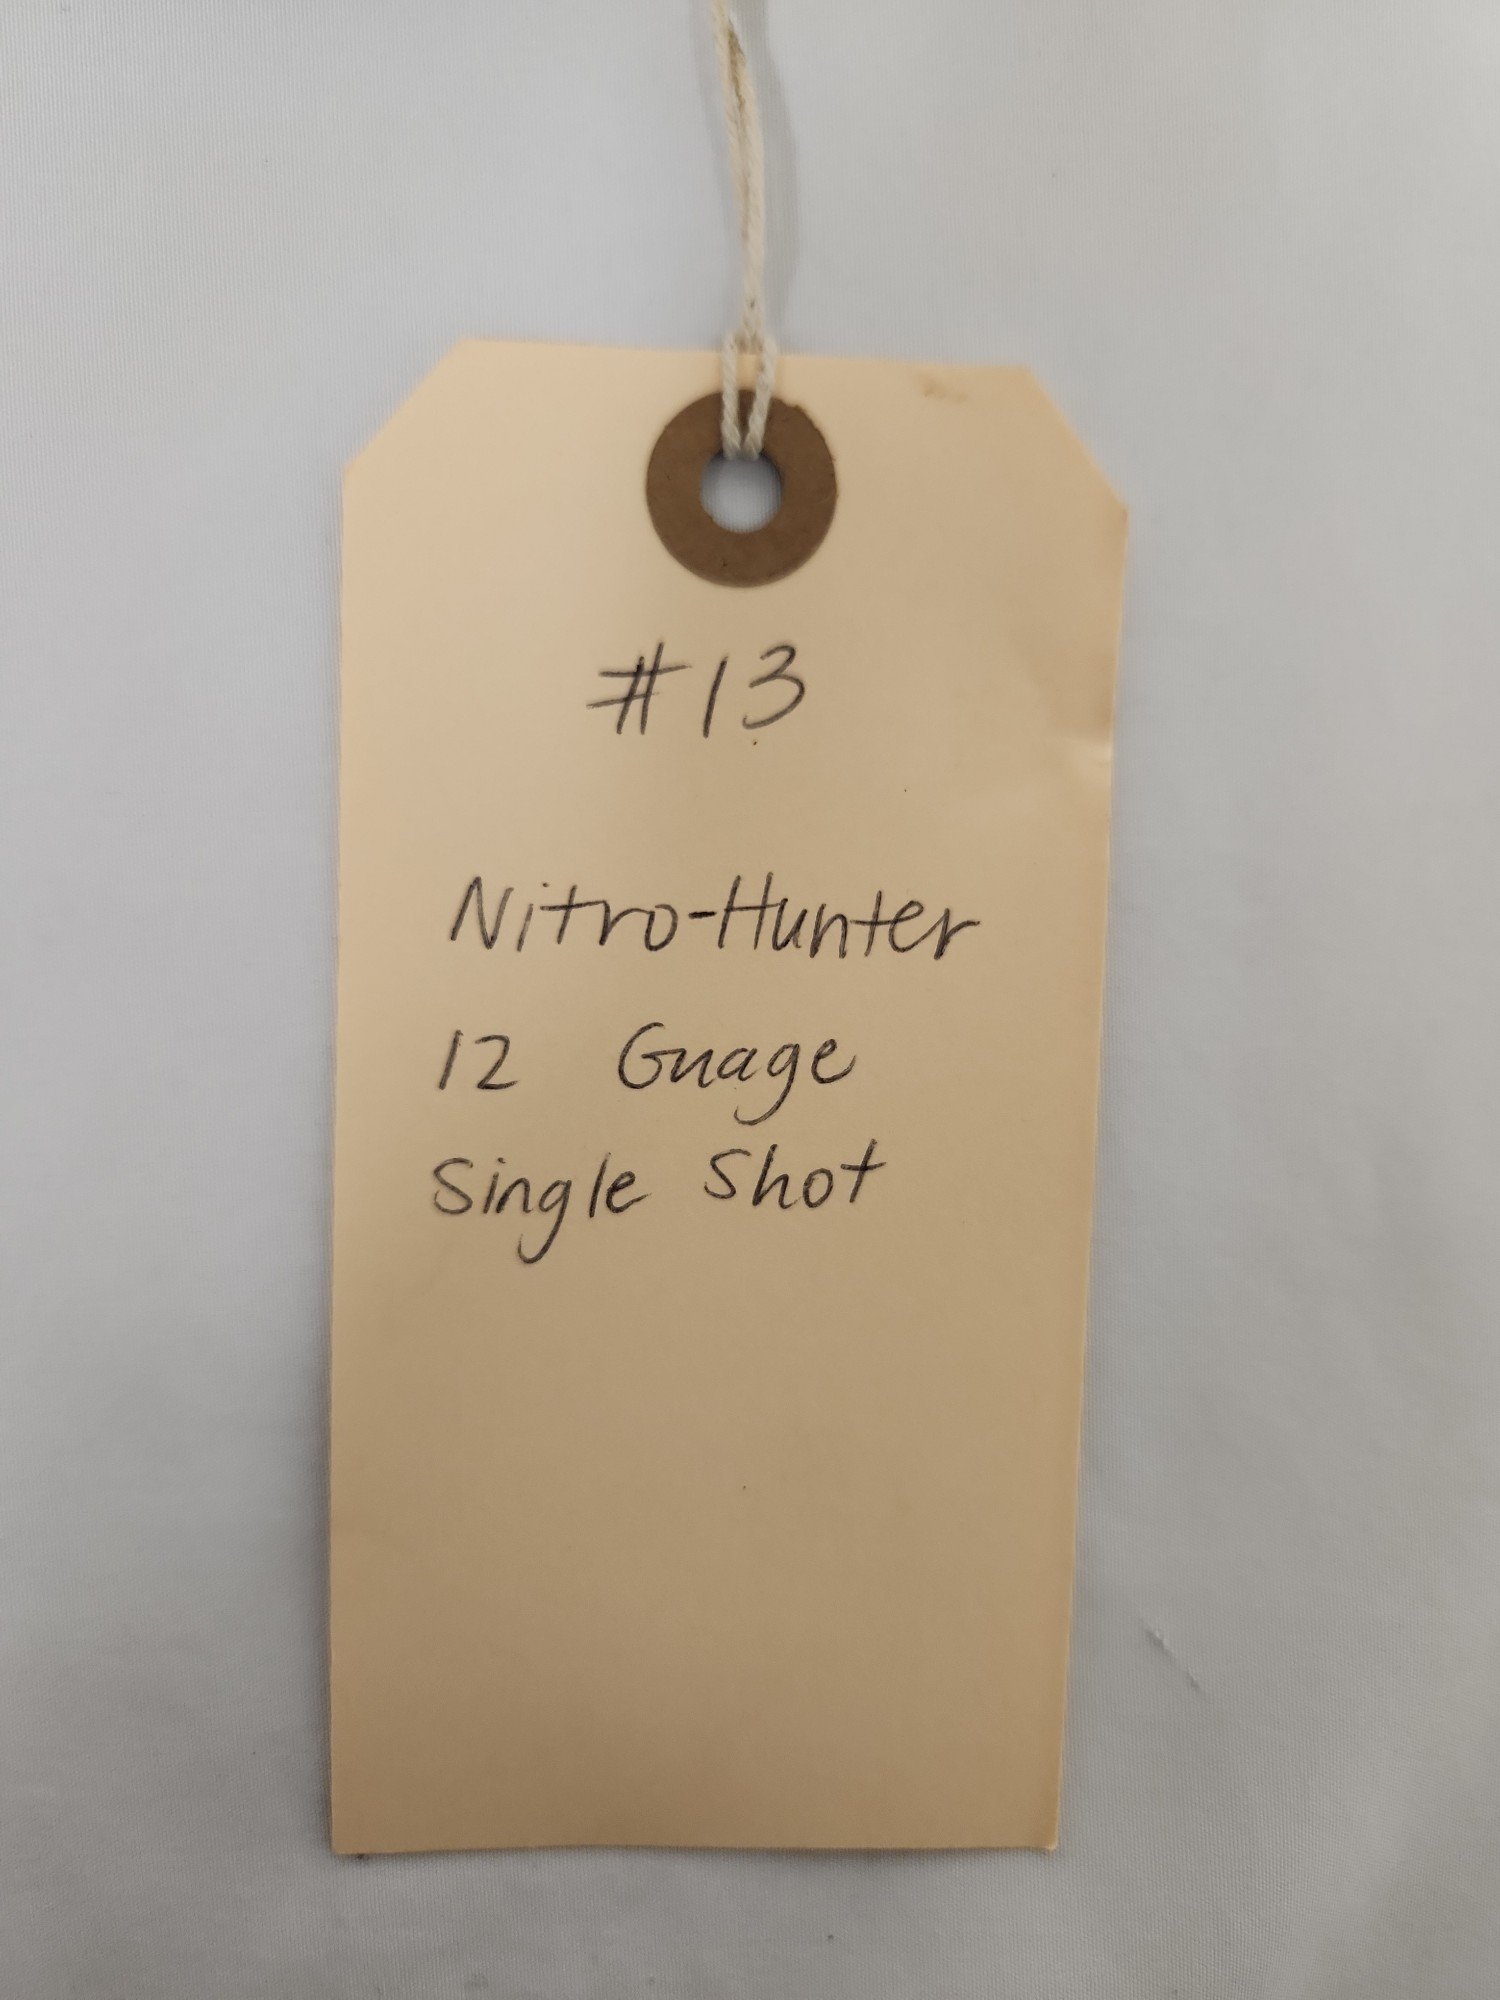 #13
Nitro-Hunter
12 Guage
Single Shot